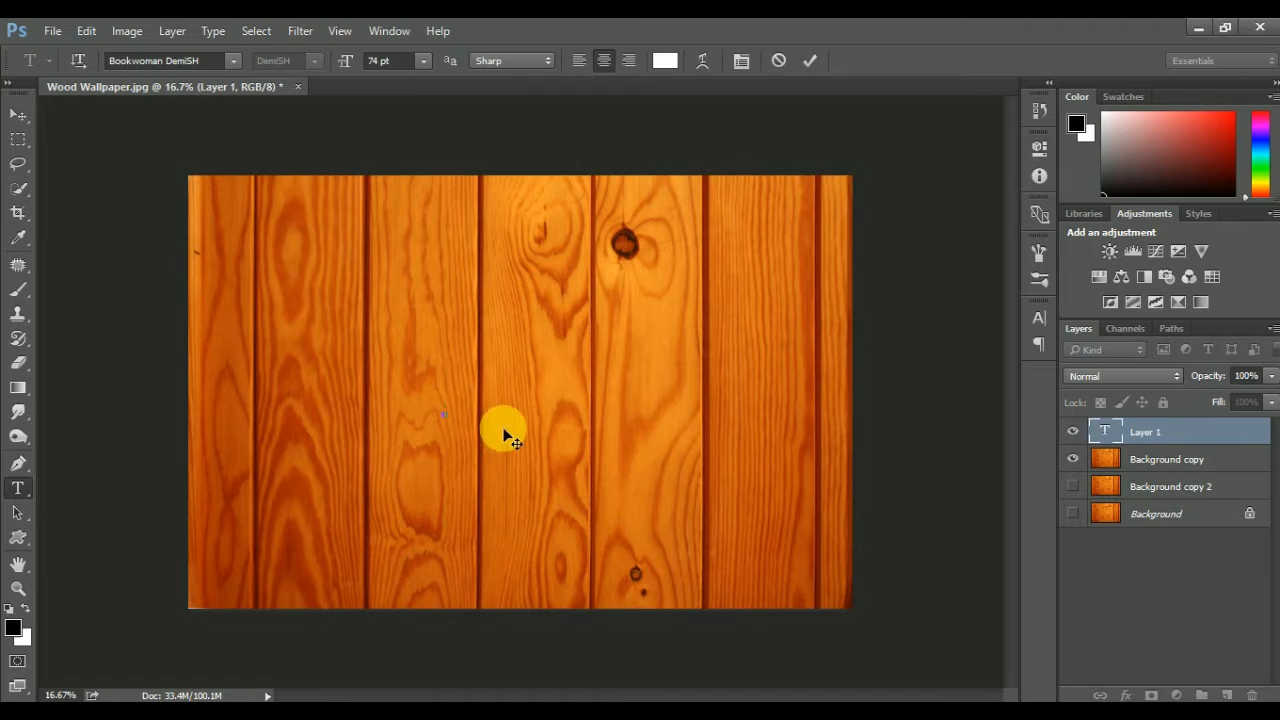 Ps File Edit Image Layer Type Select Filter View Window Help
T T Bookwoman DemiSH DemiSH 74 pt Sharp Essentials
Wood Wallpaper.jpg @ 16.7% (Layer 1, RGB/8) * ×
Color Swatches
Libraries Adjustments Styles
Add an adjustment
Layers Channels Paths
Kind
Normal Opacity: 100%
Lock: Fill: 100%
T Layer 1
Background copy
Background copy 2
Background
16.67% Doc: 33.4M/100.1M